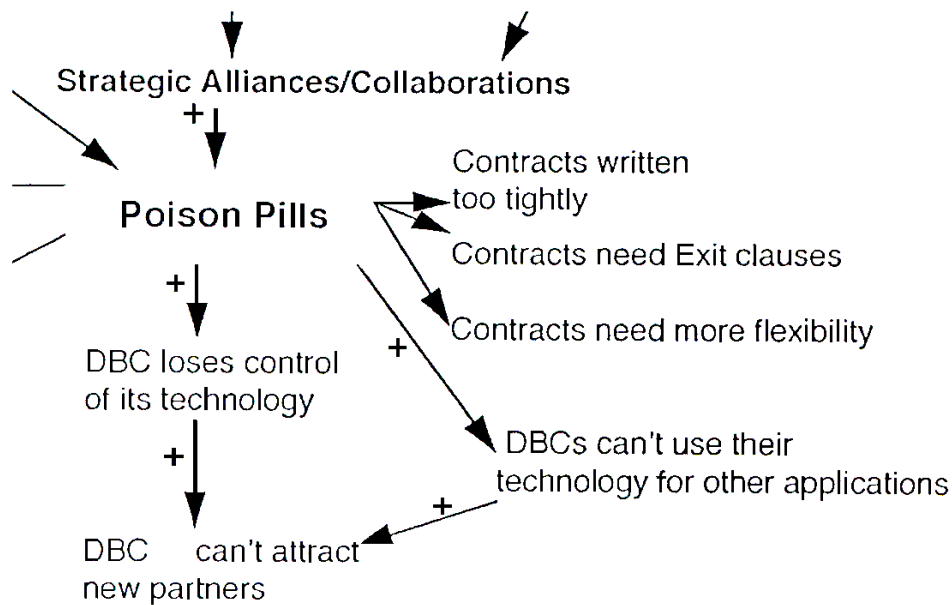 Strategic Alliances/Collaborations
+
Contracts written
too tightly
Poison Pills
Contracts need Exit clauses
+
Contracts need more flexibility
+
DBC loses control
of its technology
+
DBCs can't use their
technology for other applications
+
DBC can't attract
new partners